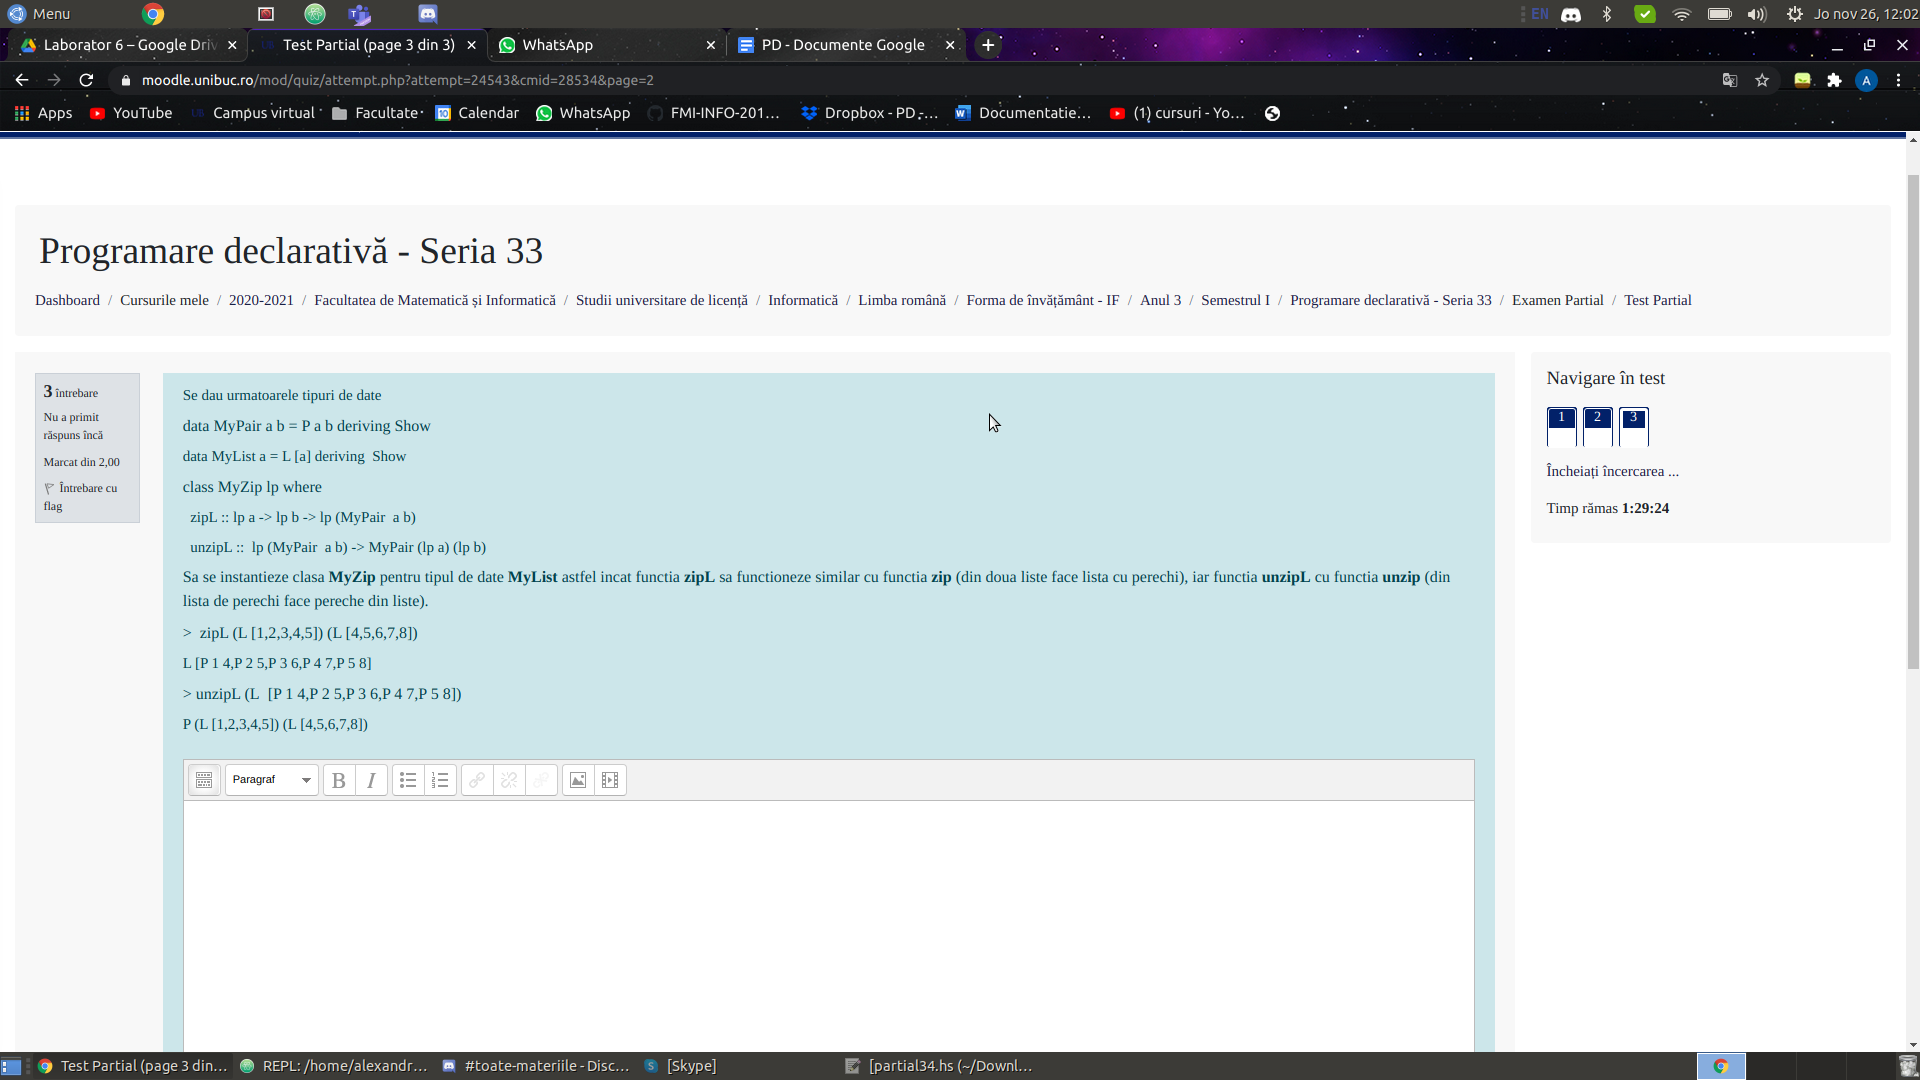 Menu
EN
Jo nov 26, 12:02
Laborator 6 – Google Driv
Test Partial (page 3 din 3)
WhatsApp
PD - Documente Google
moodle.unibuc.ro/mod/quiz/attempt.php?attempt=24543&cmid=28534&page=2
A
Apps
YouTube
Campus virtual
Facultate
Calendar
WhatsApp
FMI-INFO-201...
Dropbox - PD -...
Documentatie...
(1) cursuri - Yo...
Programare declarativă - Seria 33
Dashboard / Cursurile mele / 2020-2021 / Facultatea de Matematică și Informatică / Studii universitare de licență / Informatică / Limba română / Forma de învățământ - IF / Anul 3 / Semestrul I / Programare declarativă - Seria 33 / Examen Partial / Test Partial
3 întrebare
Nu a primit
răspuns încă
Marcat din 2,00
Întrebare cu
flag
Se dau urmatoarele tipuri de date
data MyPair a b = P a b deriving Show
data MyList a = L [a] deriving  Show
class MyZip lp where
zipL :: lp a -> lp b -> lp (MyPair  a b)
unzipL ::  lp (MyPair  a b) -> MyPair (lp a) (lp b)
Sa se instantieze clasa MyZip pentru tipul de date MyList astfel incat functia zipL sa functioneze similar cu functia zip (din doua liste face lista cu perechi), iar functia unzipL cu functia unzip (din
lista de perechi face pereche din liste).
>  zipL (L [1,2,3,4,5]) (L [4,5,6,7,8])
L [P 1 4,P 2 5,P 3 6,P 4 7,P 5 8]
> unzipL (L  [P 1 4,P 2 5,P 3 6,P 4 7,P 5 8])
P (L [1,2,3,4,5]) (L [4,5,6,7,8])
Paragraf
B I
Navigare în test
1 2 3
Încheiați încercarea ...
Timp rămas 1:29:24
Test Partial (page 3 din...
REPL: /home/alexandr...
#toate-materiile - Disc...
[Skype]
[partial34.hs (~/Downl...